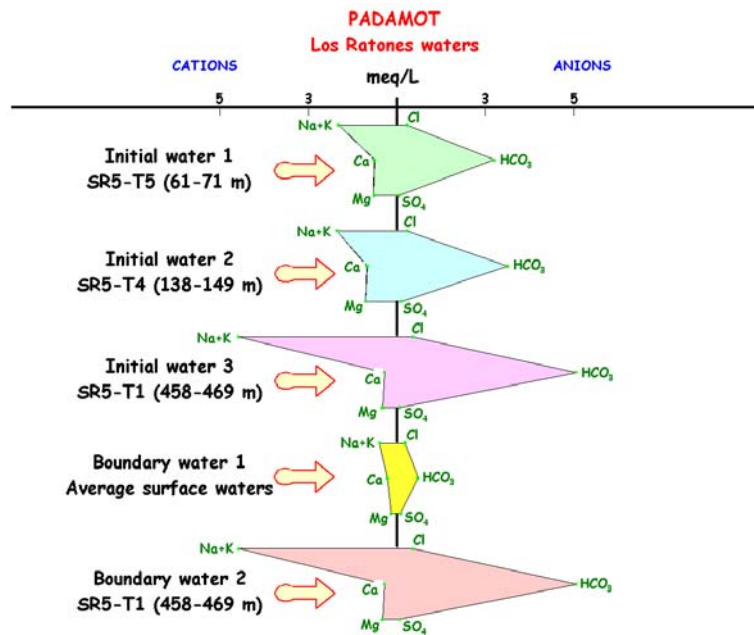 PADAMOT
Los Ratones waters
CATIONS
ANIONS
meq/L
5 3 3 5
Na+K Cl
Initial water 1
SR5-T5 (61-71 m)
Ca HCO₃
Mg SO₄
Na+K Cl
Initial water 2
SR5-T4 (138-149 m)
Ca HCO₃
Mg SO₄
Na+K Cl
Initial water 3
SR5-T1 (458-469 m)
Ca HCO₃
Mg SO₄
Na+K Cl
Boundary water 1
Average surface waters
Ca HCO₃
Mg SO₄
Na+K Cl
Boundary water 2
SR5-T1 (458-469 m)
Ca HCO₃
Mg SO₄